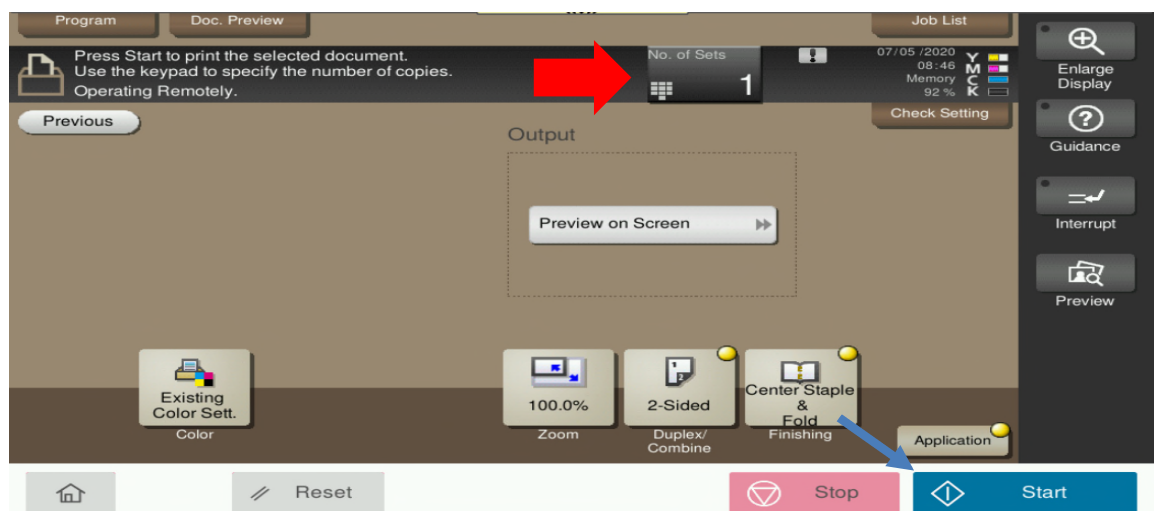 Program
Doc. Preview
Job List
Press Start to print the selected document.
Use the keypad to specify the number of copies.
Operating Remotely.
No. of Sets
1
07/05 /2020
08:46
Memory
92 %
Y
M
C
K
Enlarge
Display
Previous
Check Setting
Output
Guidance
Preview on Screen
Interrupt
Preview
Existing
Color Sett.
Color
100.0%
Zoom
1
2
2-Sided
Duplex/
Combine
Center Staple
&
Fold
Finishing
Application
Reset
Stop
Start